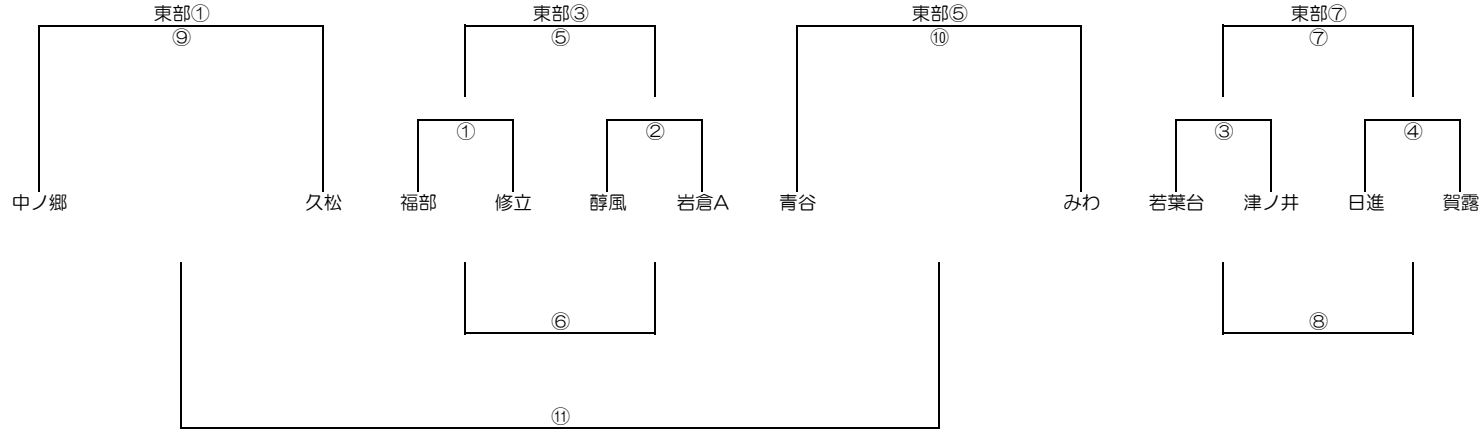 東部① 東部③ 東部⑤ 東部⑦
⑨ ⑤ ⑩ ⑦
① ② ③ ④
中ノ郷 久松 福部 修立 醇風 岩倉A 青谷 みわ 若葉台 津ノ井 日進 賀露
⑥ ⑧
⑪